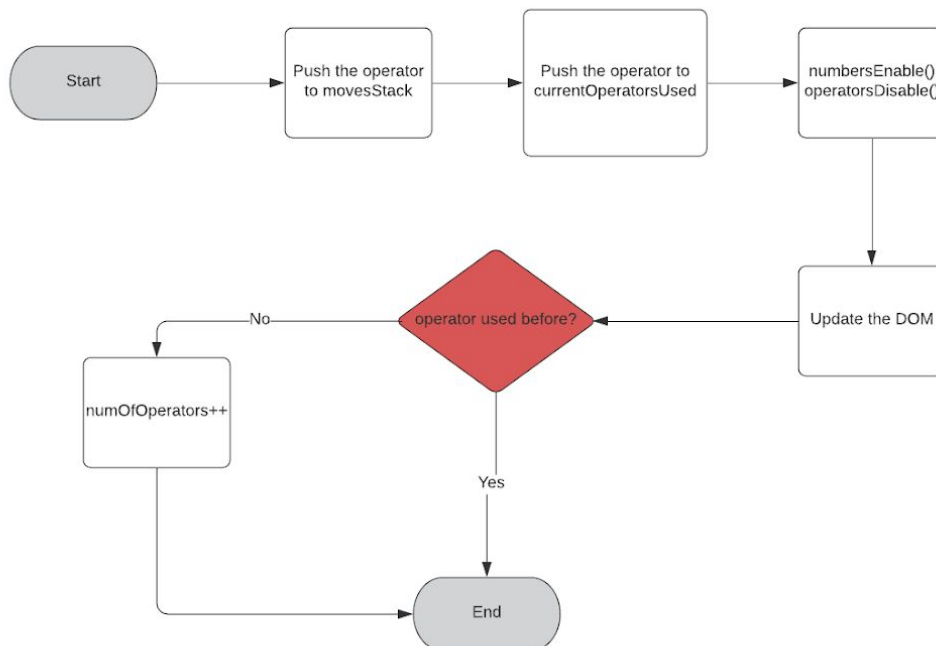 Start
Push the operator
to movesStack
Push the operator to
currentOperatorsUsed
numbersEnable()
operatorsDisable()
Update the DOM
operator used before?
No
numOfOperators++
Yes
End